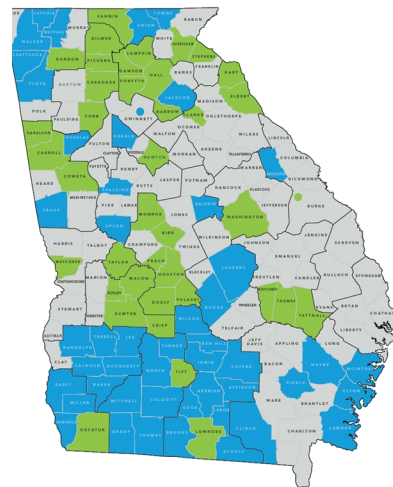 CATOOSA
FANNIN
TOWNS
UNION
RABUN
MURRAY
WALKER
GILMER
WHITE
HABERSHAM
CHATTOOGA
LUMPKIN
STEPHENS
GORDON
PICKENS
DAWSON
HALL
BANKS
FRANKLIN
HART
FLOYD
BARTOW
CHEROKEE
FORSYTH
JACKSON
MADISON
ELBERT
POLK
COBB
GWINNETT
BARROW
CLARKE
OGLETHORPE
PAULDING
OCONEE
HARALSON
DOUGLAS
FULTON
DEKALB
WALTON
WILKES
LINCOLN
CARROLL
CLAYTON
NEWTON
MORGAN
GREENE
TALIAFERRO
COLUMBIA
COWETA
FAYETTE
HENRY
WARREN
MCDUFFIE
HEARD
SPALDING
BUTTS
JASPER
PUTNAM
HANCOCK
GLASCOCK
RICHMOND
MERIWETHER
PIKE
LAMAR
TROUP
UPSON
MONROE
JONES
BALDWIN
WASHINGTON
JEFFERSON
BURKE
HARRIS
TALBOT
CRAWFORD
BIBB
WILKINSON
TWIGGS
JOHNSON
EMANUEL
JENKINS
SCREVEN
MUSCOGEE
TAYLOR
PEACH
HOUSTON
BLECKLEY
LAURENS
CHATTAHOOCHEE
MARION
MACON
TREUTLEN
CANDLER
BULLOCH
EFFINGHAM
STEWART
WEBSTER
SCHLEY
SUMTER
DOOLY
PULASKI
DODGE
WHEELER
MONTGOMERY
TOOMBS
TATTNALL
EVANS
BRYAN
CHATHA
QUITMAN
CRISP
WILCOX
TELFAIR
LIBERTY
RANDOLPH
TERRELL
LEE
TURNER
BEN HILL
JEFF
DAVIS
APPLING
LONG
CLAY
CALHOUN
DOUGHERTY
WORTH
TIFT
IRWIN
COFFEE
BACON
WAYNE
MCINTOSH
EARLY
BAKER
MITCHELL
COLQUITT
BERRIEN
ATKINSON
PIERCE
GLYNN
MILLER
COOK
LANIER
WARE
BRANTLEY
SEMINOLE
DECATUR
GRADY
THOMAS
BROOKS
LOWNDES
CLINCH
ECHOLS
CHARLTON
CAMDEN